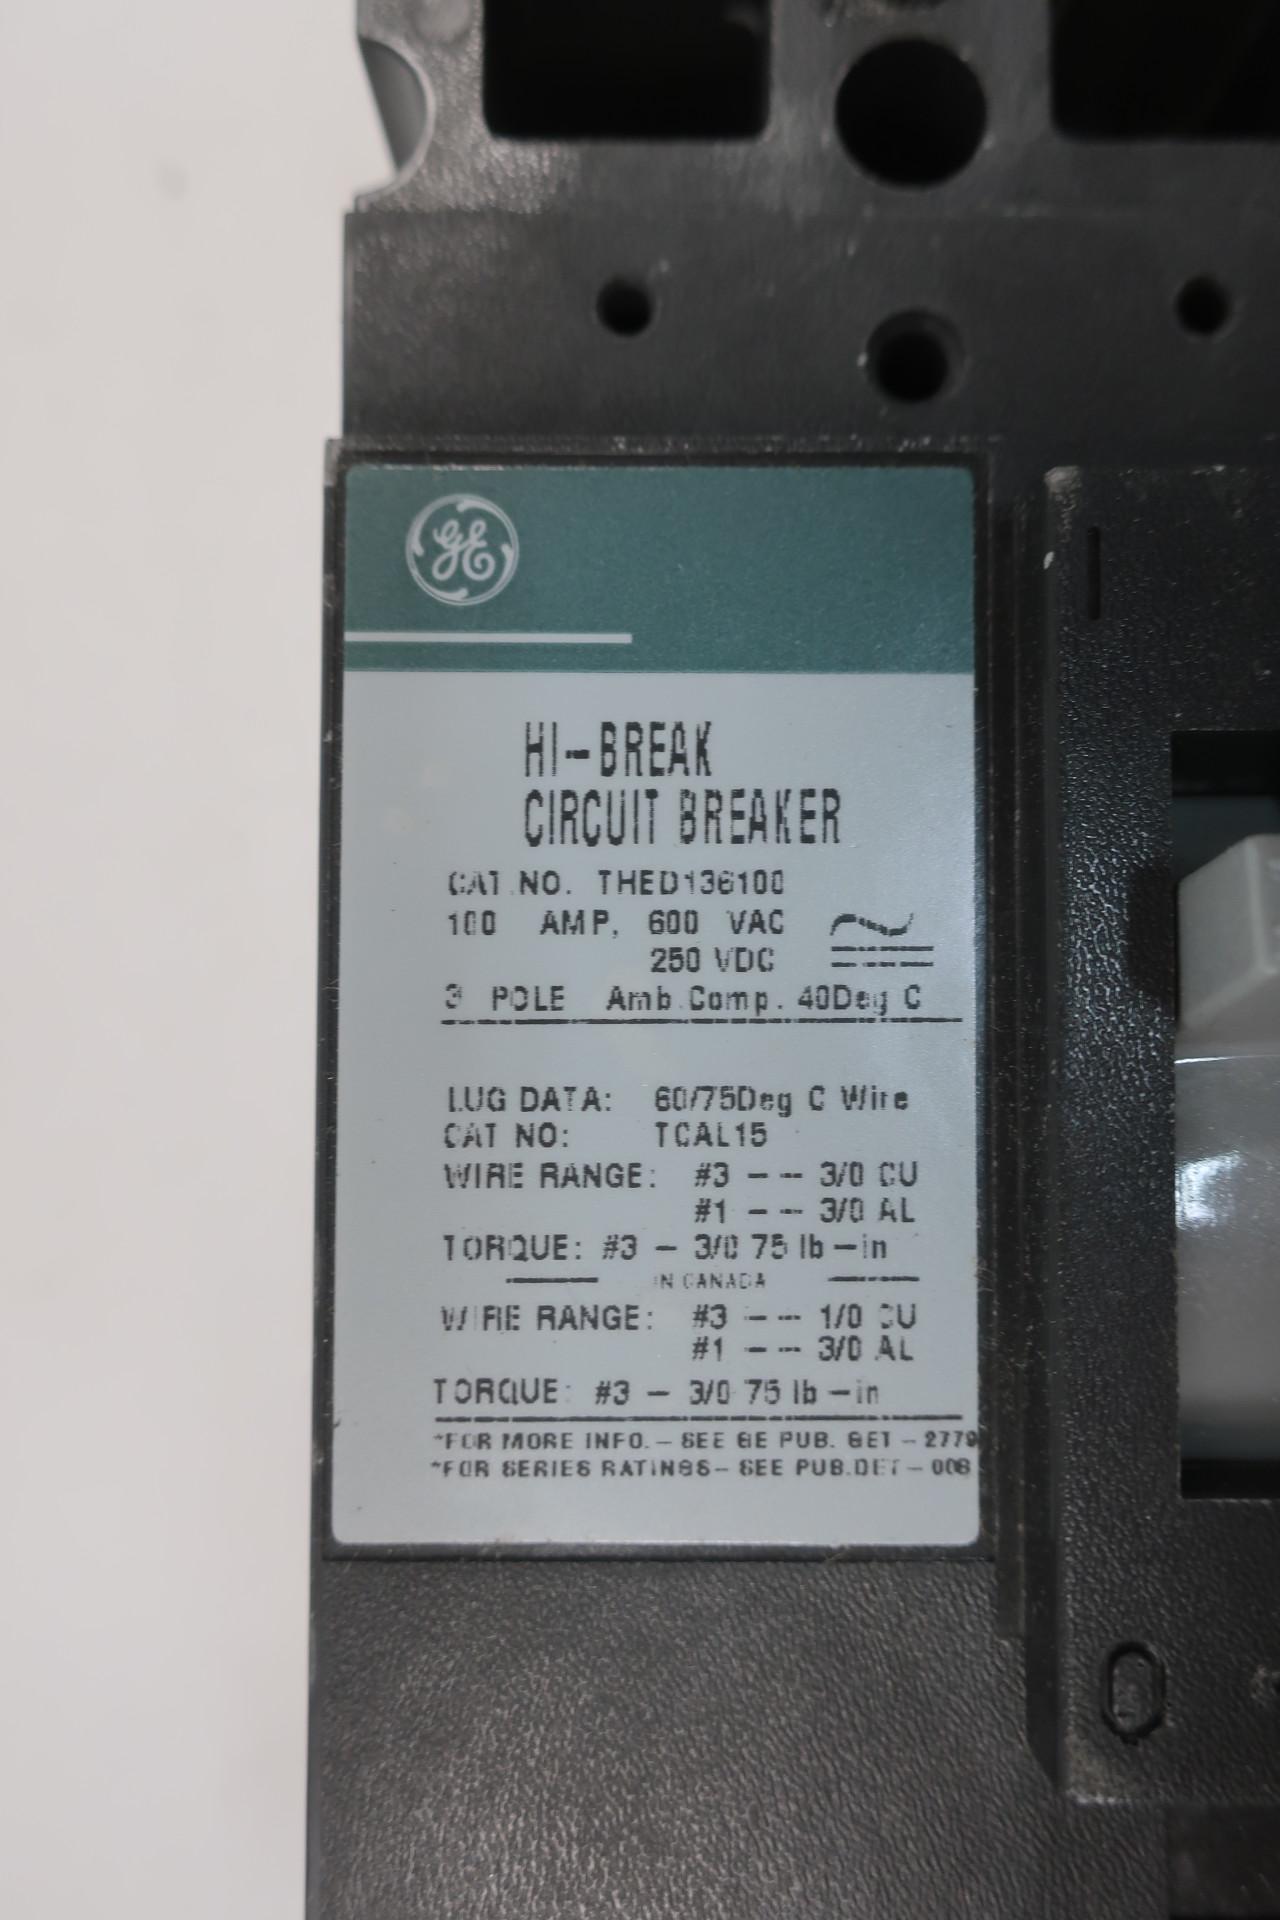 GE
HI-BREAK
CIRCUIT BREAKER
CAT.NO. THED136100
100 AMP, 600 VAC
250 VDC
3 POLE Amb.Comp. 40Deg C
LUG DATA: 60/75Deg C Wire
CAT NO: TCAL15
WIRE RANGE: #3 -- 3/0 CU
#1 -- 3/0 AL
TORQUE: #3 - 3/0 75 lb-in
IN CANADA
WIRE RANGE: #3 -- 1/0 CU
#1 -- 3/0 AL
TORQUE: #3 - 3/0 75 lb-in
*FOR MORE INFO.- SEE GE PUB. GET-2779
*FOR SERIES RATINGS- SEE PUB.DET-008
I
O